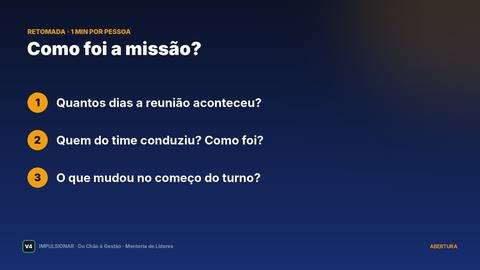 RETOMADA · 1 MIN POR PESSOA
Como foi a missão?
1 Quantos dias a reunião aconteceu?
2 Quem do time conduziu? Como foi?
3 O que mudou no começo do turno?
V4 IMPULSIONAR · Do Chão à Gestão · Mentoria de Líderes
ABERTURA